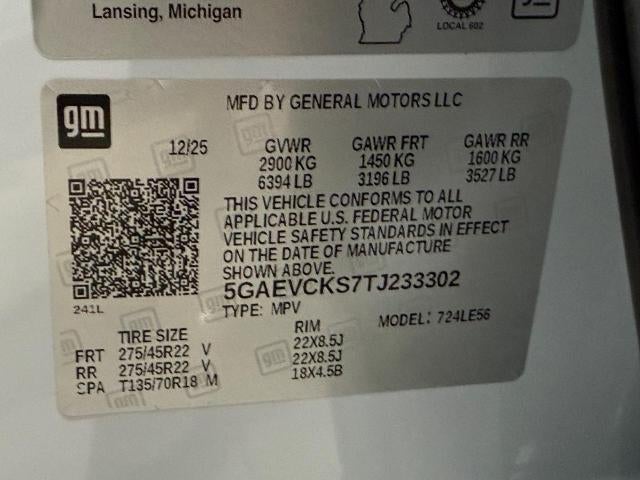 Lansing, Michigan
LOCAL 602
gm
MFD BY GENERAL MOTORS LLC
12/25 GVWR GAWR FRT GAWR RR
2900 KG 1450 KG 1600 KG
6394 LB 3196 LB 3527 LB
THIS VEHICLE CONFORMS TO ALL
APPLICABLE U.S. FEDERAL MOTOR
VEHICLE SAFETY STANDARDS IN EFFECT
ON THE DATE OF MANUFACTURE
SHOWN ABOVE.
5GAEVCKS7TJ233302
241L
TYPE: MPV MODEL: 724LE56
TIRE SIZE RIM
FRT 275/45R22 V 22X8.5J
RR 275/45R22 V 22X8.5J
SPA T135/70R18 M 18X4.5B